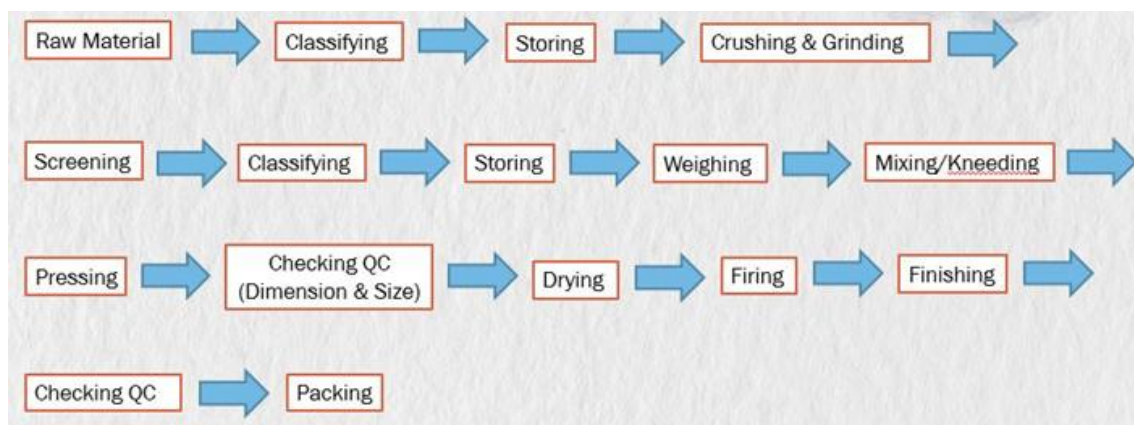 Raw Material
Classifying
Storing
Crushing & Grinding
Screening
Classifying
Storing
Weighing
Mixing/Kneeding
Pressing
Checking QC
(Dimension & Size)
Drying
Firing
Finishing
Checking QC
Packing